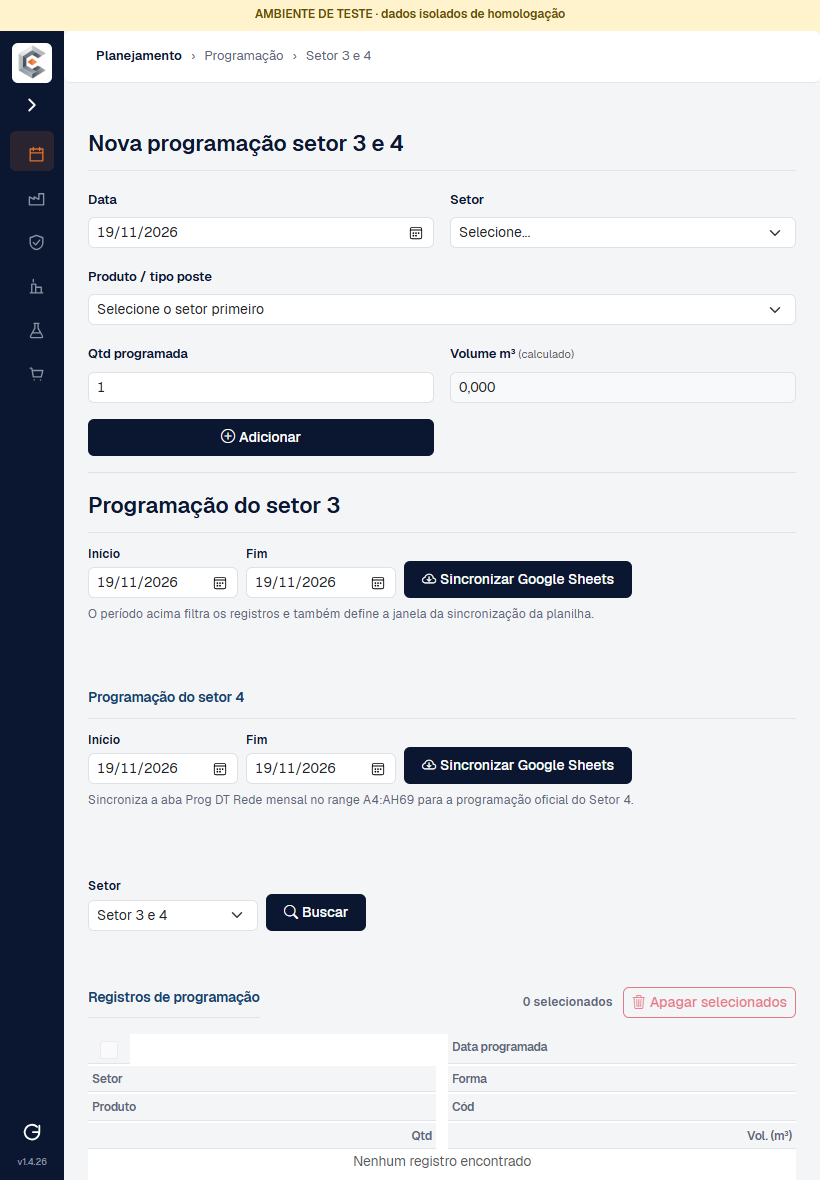 AMBIENTE DE TESTE · dados isolados de homologação
Planejamento › Programação › Setor 3 e 4
Nova programação setor 3 e 4
Data
Setor
19/11/2026
Selecione...
Produto / tipo poste
Selecione o setor primeiro
Qtd programada
Volume m³ (calculado)
1
0,000
Adicionar
Programação do setor 3
Início
Fim
19/11/2026
19/11/2026
Sincronizar Google Sheets
O período acima filtra os registros e também define a janela da sincronização da planilha.
Programação do setor 4
Início
Fim
19/11/2026
19/11/2026
Sincronizar Google Sheets
Sincroniza a aba Prog DT Rede mensal no range A4:AH69 para a programação oficial do Setor 4.
Setor
Setor 3 e 4
Buscar
Registros de programação
0 selecionados
Apagar selecionados
Data programada
Setor
Forma
Produto
Cód
Qtd
Vol. (m³)
Nenhum registro encontrado
v1.4.26